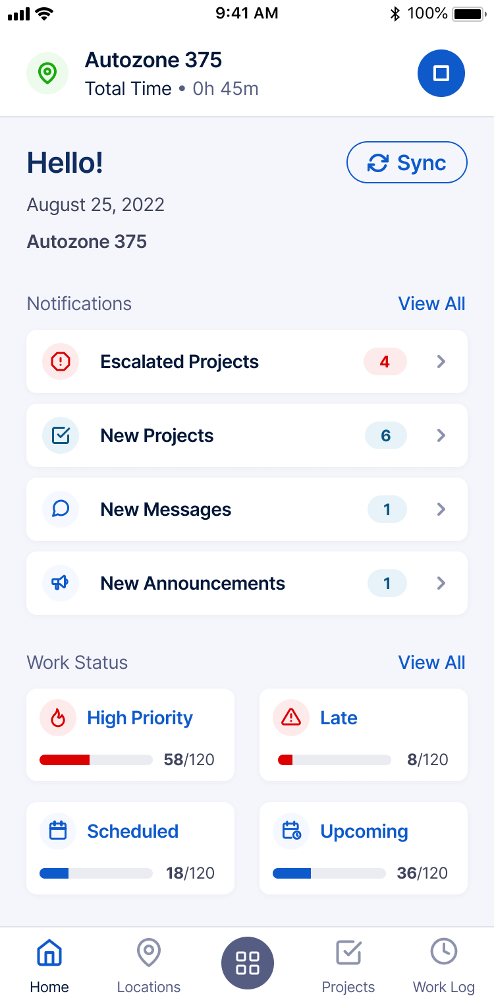 9:41 AM
100%
Autozone 375
Total Time • 0h 45m
Hello!
Sync
August 25, 2022
Autozone 375
Notifications
View All
Escalated Projects
4
New Projects
6
New Messages
1
New Announcements
1
Work Status
View All
High Priority
58/120
Late
8/120
Scheduled
18/120
Upcoming
36/120
Home
Locations
Projects
Work Log